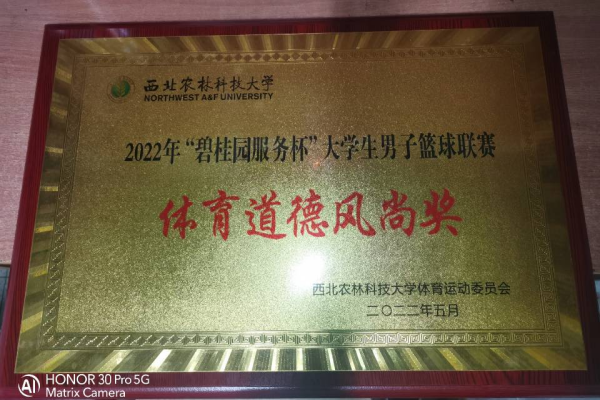 西北农林科技大学
NORTHWEST A&F UNIVERSITY
2022年“碧桂园服务杯”大学生男子篮球联赛
体育道德风尚奖
西北农林科技大学体育运动委员会
二〇二二年五月
AI HONOR 30 Pro 5G
Matrix Camera